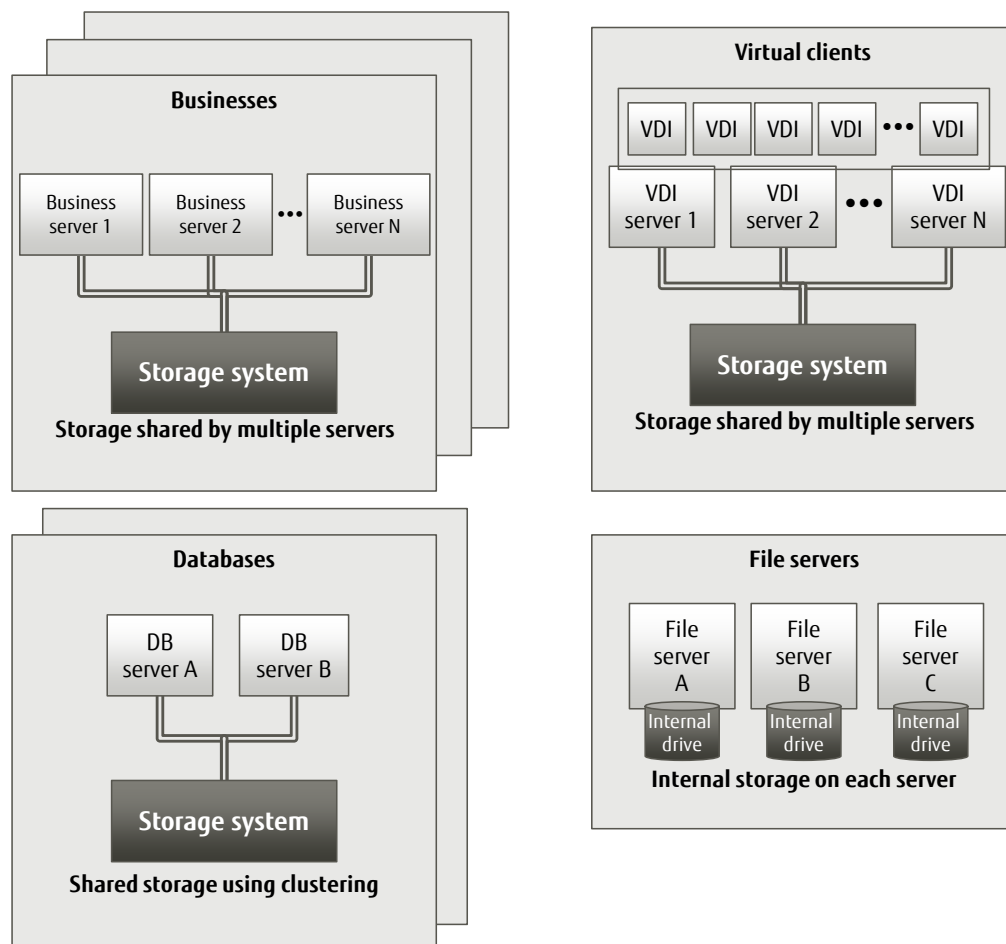 Businesses
Business
server 1
Business
server 2
•••
Business
server N
Storage system
Storage shared by multiple servers
Virtual clients
VDI
VDI
VDI
VDI
•••
VDI
VDI
server 1
VDI
server 2
•••
VDI
server N
Storage system
Storage shared by multiple servers
Databases
DB
server A
DB
server B
Storage system
Shared storage using clustering
File servers
File
server
A
File
server
B
File
server
C
Internal
drive
Internal
drive
Internal
drive
Internal storage on each server